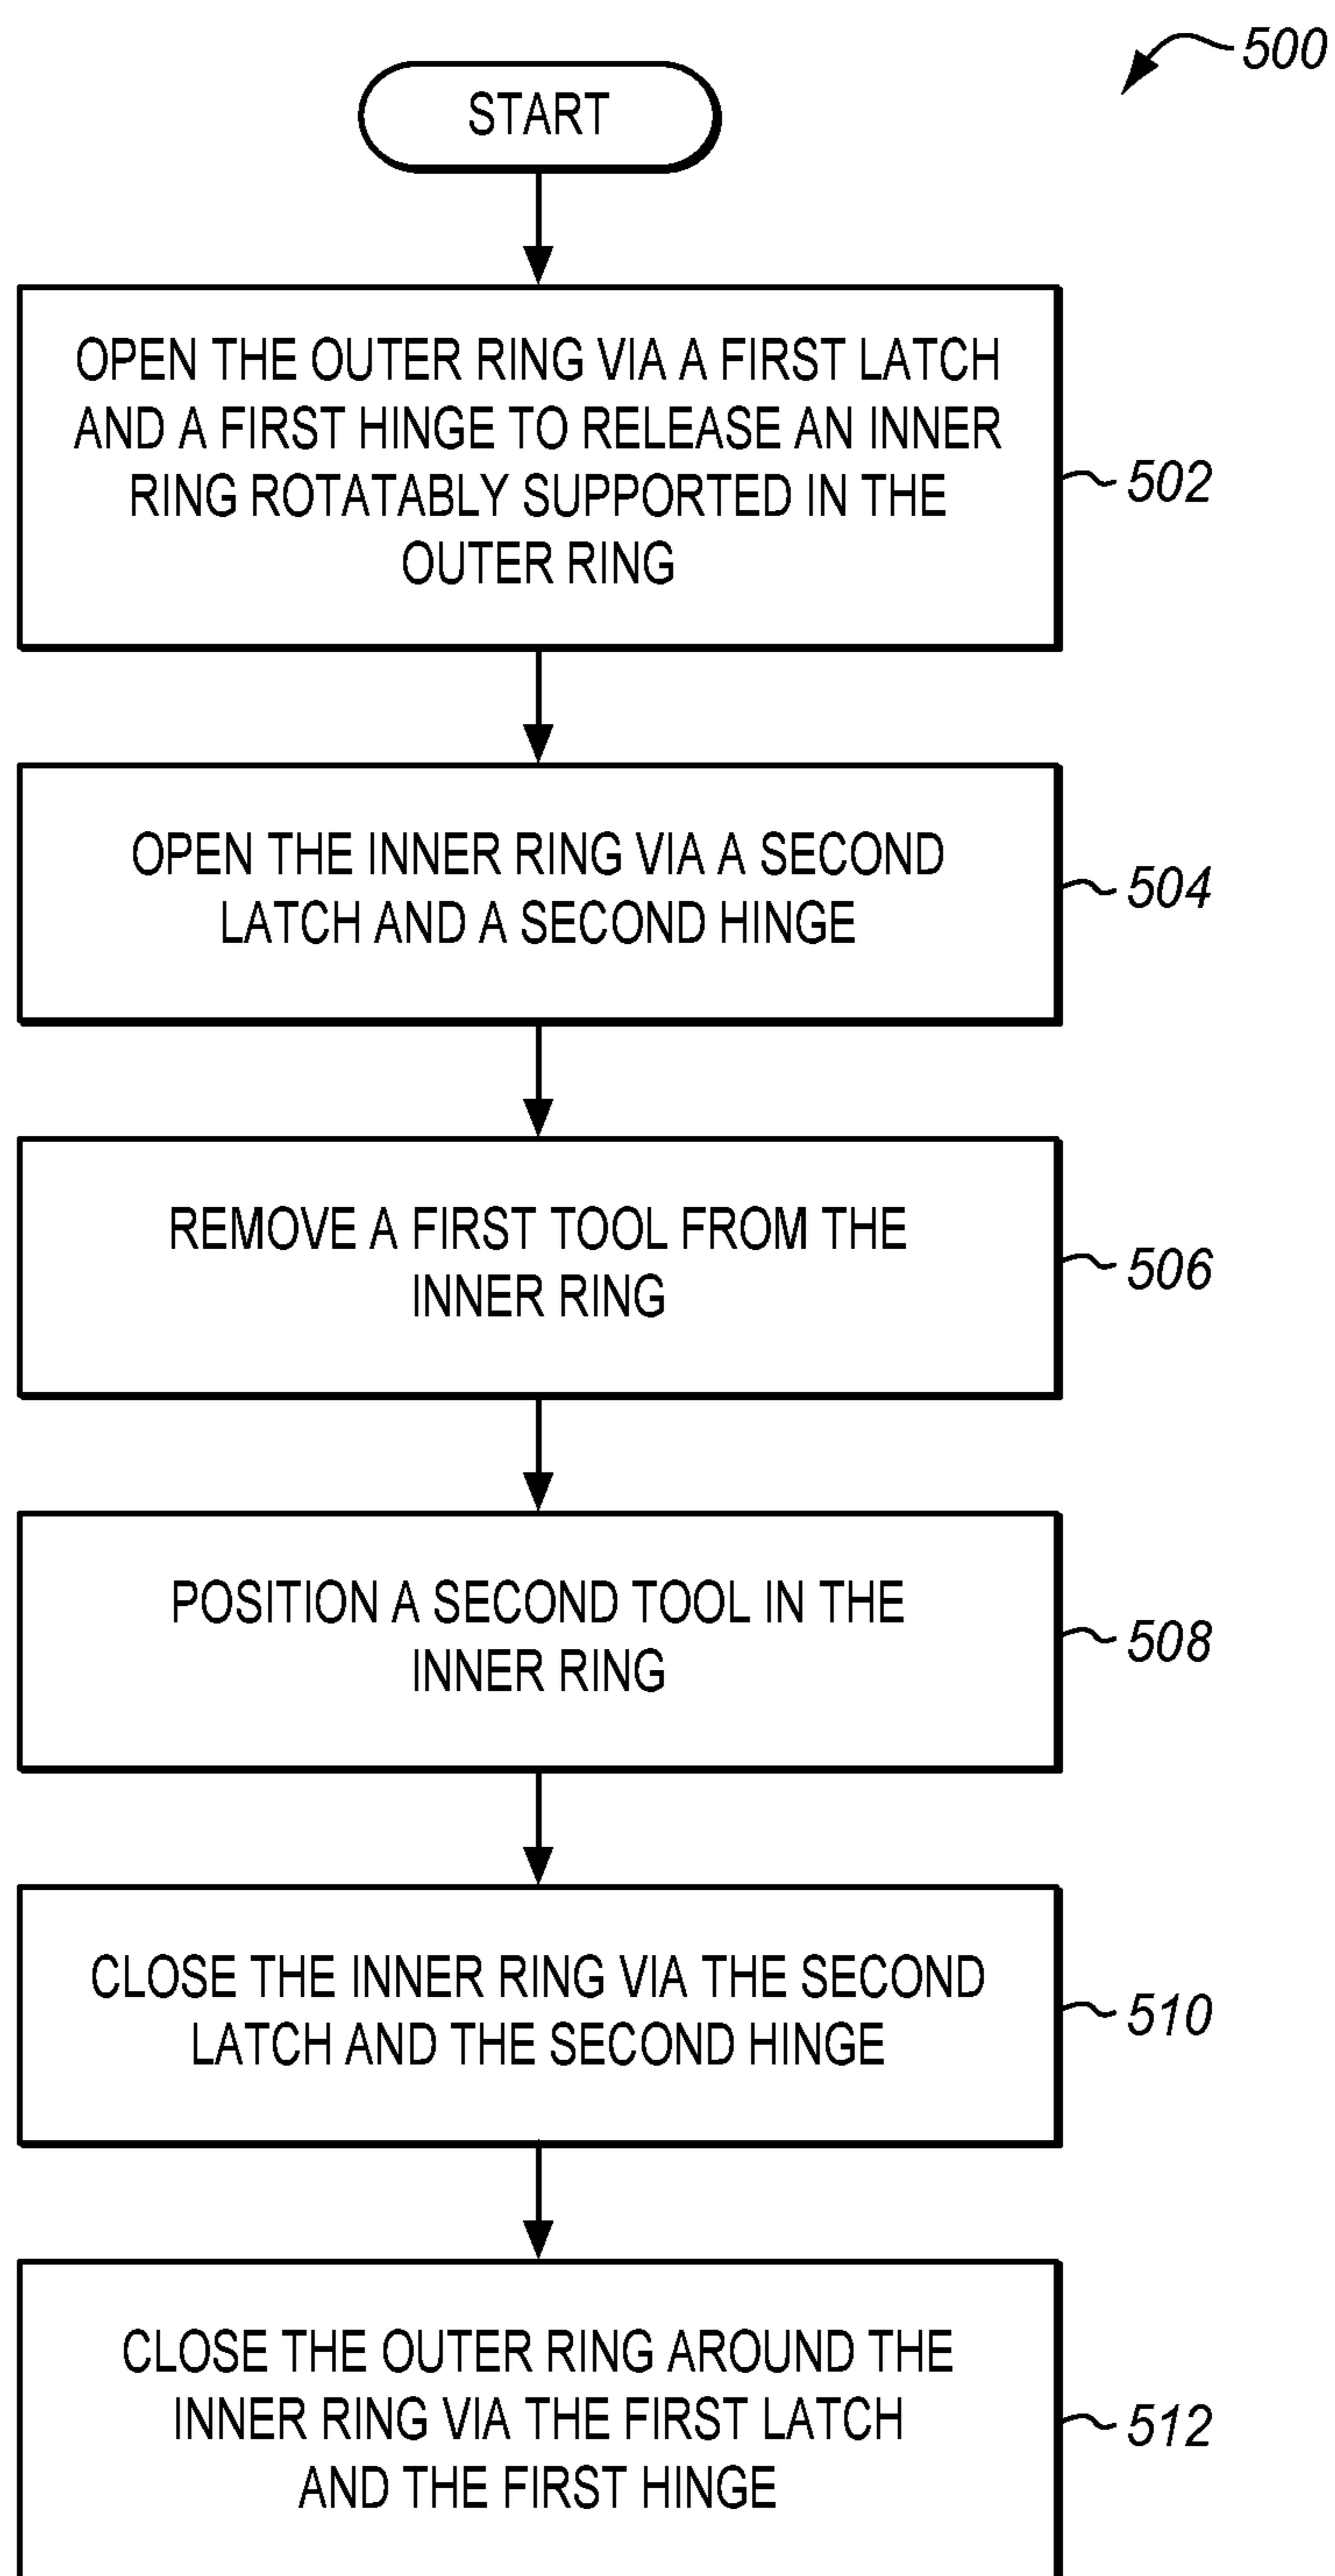 500
START
OPEN THE OUTER RING VIA A FIRST LATCH
AND A FIRST HINGE TO RELEASE AN INNER
RING ROTATABLY SUPPORTED IN THE
OUTER RING
502
OPEN THE INNER RING VIA A SECOND
LATCH AND A SECOND HINGE
504
REMOVE A FIRST TOOL FROM THE
INNER RING
506
POSITION A SECOND TOOL IN THE
INNER RING
508
CLOSE THE INNER RING VIA THE SECOND
LATCH AND THE SECOND HINGE
510
CLOSE THE OUTER RING AROUND THE
INNER RING VIA THE FIRST LATCH
AND THE FIRST HINGE
512